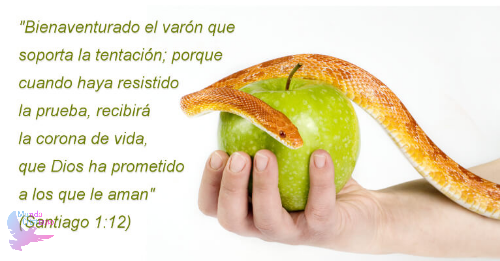 "Bienaventurado el varón que
soporta la tentación; porque
cuando haya resistido
la prueba, recibirá
la corona de vida,
que Dios ha prometido
a los que le aman"
(Santiago 1:12)
Mundo